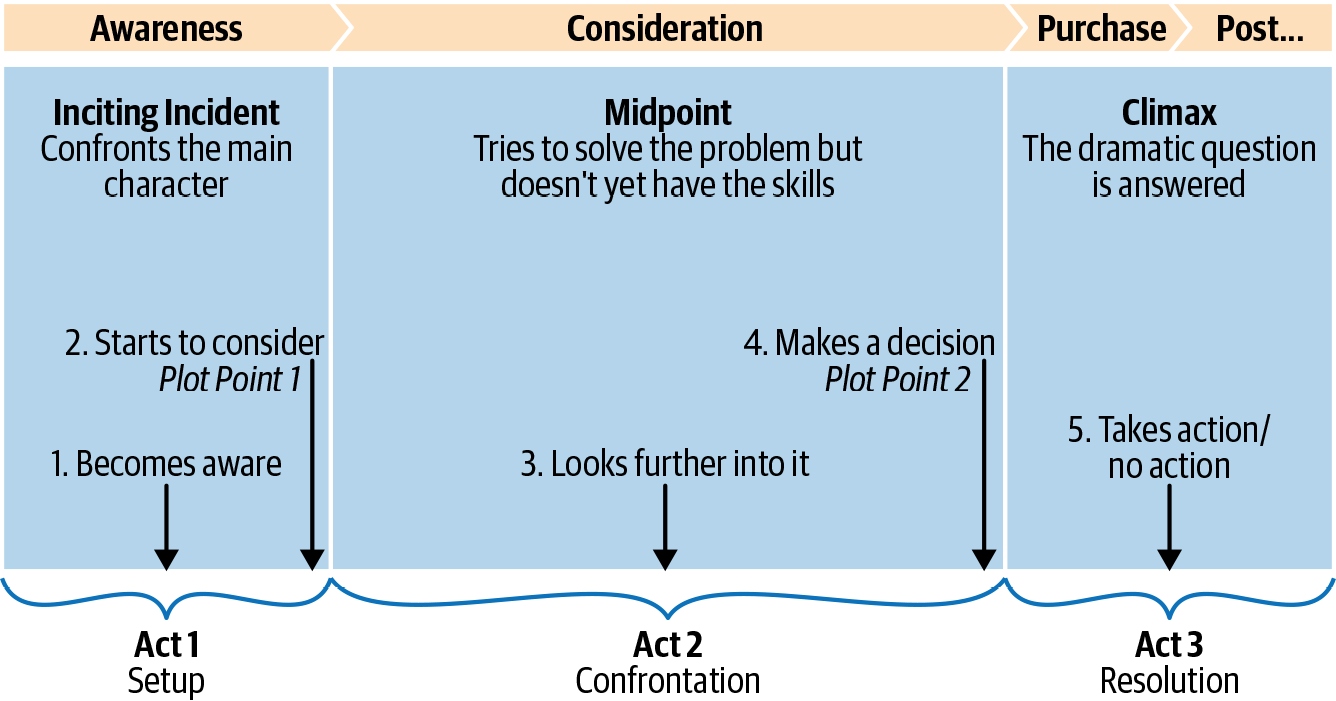 Awareness
Consideration
Purchase
Post...
Inciting Incident
Confronts the main
character
Midpoint
Tries to solve the problem but
doesn't yet have the skills
Climax
The dramatic question
is answered
2. Starts to consider
Plot Point 1
1. Becomes aware
3. Looks further into it
4. Makes a decision
Plot Point 2
5. Takes action/
no action
Act 1
Setup
Act 2
Confrontation
Act 3
Resolution